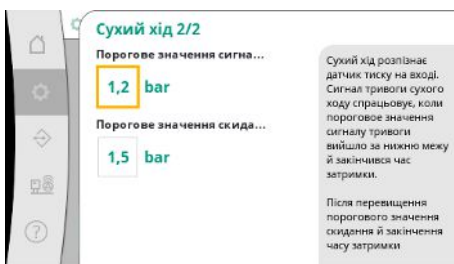 Сухий хід 2/2
Порогове значення сигна...
1,2 bar
Порогове значення скида...
1,5 bar
Сухий хід розпізнає
датчик тиску на вході.
Сигнал тривоги сухого
ходу спрацьовує, коли
порогове значення
сигналу тривоги
вийшло за нижню межу
й закінчився час
затримки.
Після перевищення
порогового значення
скидання й закінчення
часу затримки